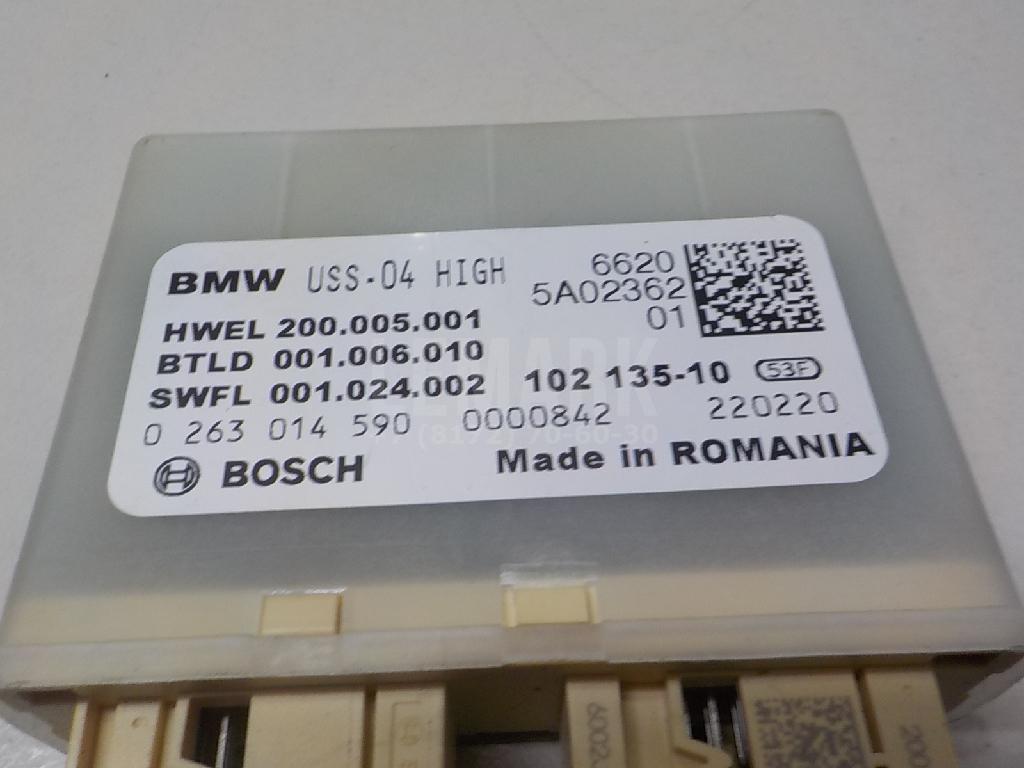 BMW USS-04 HIGH 6620
5A02362
01
HWEL 200.005.001
BTLD 001.006.010
SWFL 001.024.002 102 135-10 53F
0 263 014 590 0000842 220220
BOSCH Made in ROMANIA
(8172) 70-60-30